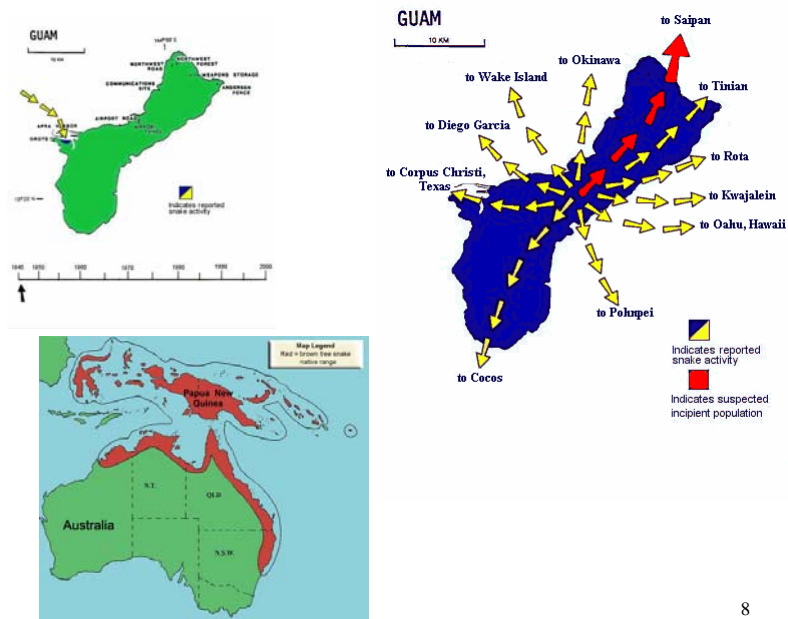 GUAM
10 KM
144°50'E
NORTHWEST
ROAD
NORTHWEST
FOREST
WEAPONS STORAGE
COMMUNICATIONS
SITE
ANDERSEN
FENCE
AIRPORT ROAD
APRA HARBOR
OROTE
Indicates reported
snake activity
1940 1950 1960 1970 1980 1990 2000
GUAM
10 KM
to Saipan
to Okinawa
to Wake Island
to Tinian
to Diego Garcia
to Rota
to Corpus Christi,
Texas
to Kwajalein
to Oahu, Hawaii
to Pohnpei
to Cocos
Indicates reported
snake activity
Indicates suspected
incipient population
Map Legend
Red = brown tree snake
native range
Papua New
Guinea
N.T.
QLD
Australia
N.S.W.
8